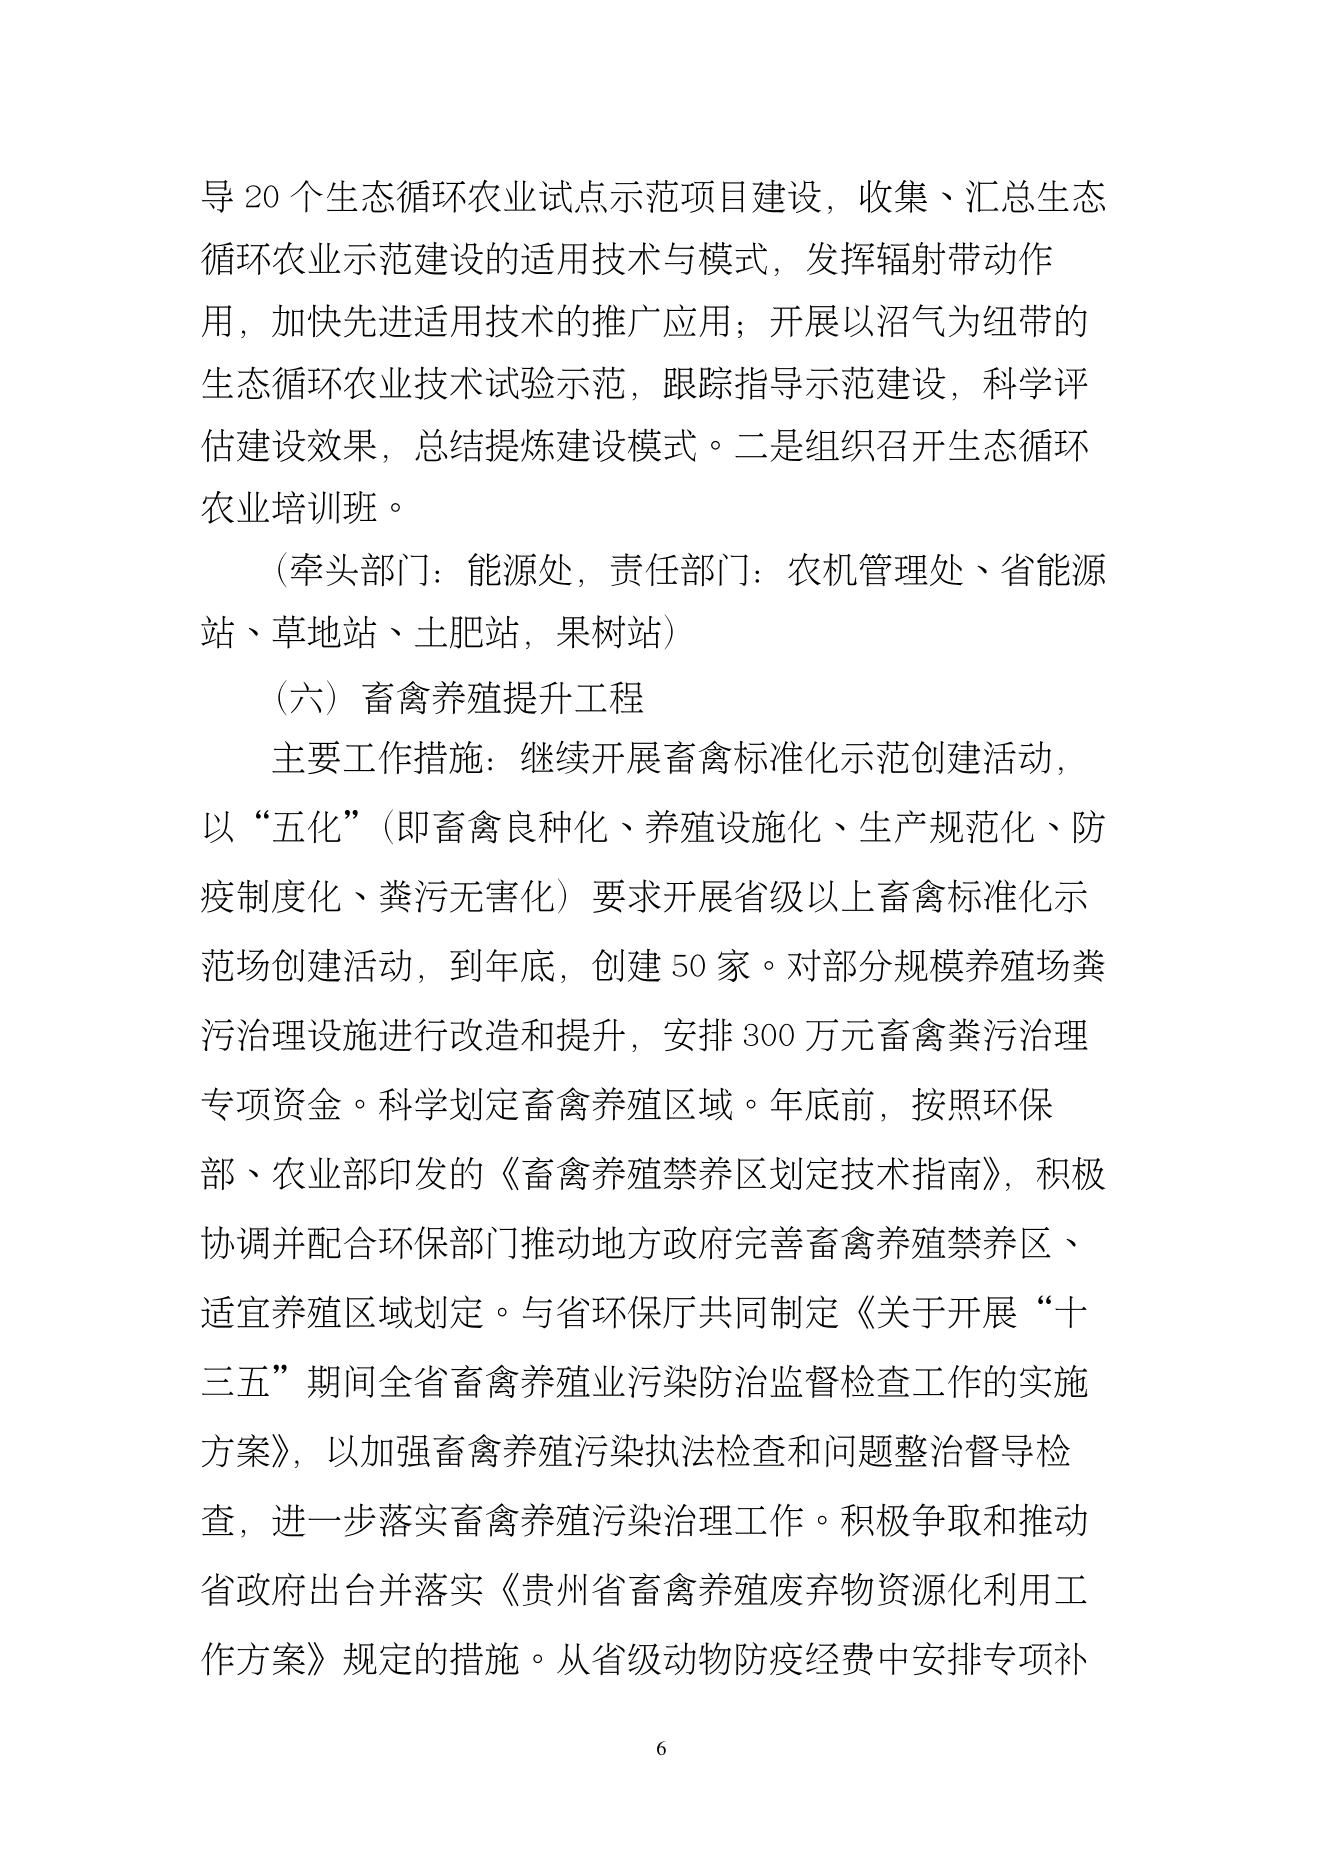 导 20 个生态循环农业试点示范项目建设，收集、汇总生态
循环农业示范建设的适用技术与模式，发挥辐射带动作
用，加快先进适用技术的推广应用；开展以沼气为纽带的
生态循环农业技术试验示范，跟踪指导示范建设，科学评
估建设效果，总结提炼建设模式。二是组织召开生态循环
农业培训班。
（牵头部门：能源处，责任部门：农机管理处、省能源
站、草地站、土肥站，果树站）
（六）畜禽养殖提升工程
主要工作措施：继续开展畜禽标准化示范创建活动，
以“五化”（即畜禽良种化、养殖设施化、生产规范化、防
疫制度化、粪污无害化）要求开展省级以上畜禽标准化示
范场创建活动，到年底，创建 50 家。对部分规模养殖场粪
污治理设施进行改造和提升，安排 300 万元畜禽粪污治理
专项资金。科学划定畜禽养殖区域。年底前，按照环保
部、农业部印发的《畜禽养殖禁养区划定技术指南》，积极
协调并配合环保部门推动地方政府完善畜禽养殖禁养区、
适宜养殖区域划定。与省环保厅共同制定《关于开展“十
三五”期间全省畜禽养殖业污染防治监督检查工作的实施
方案》，以加强畜禽养殖污染执法检查和问题整治督导检
查，进一步落实畜禽养殖污染治理工作。积极争取和推动
省政府出台并落实《贵州省畜禽养殖废弃物资源化利用工
作方案》规定的措施。从省级动物防疫经费中安排专项补
6